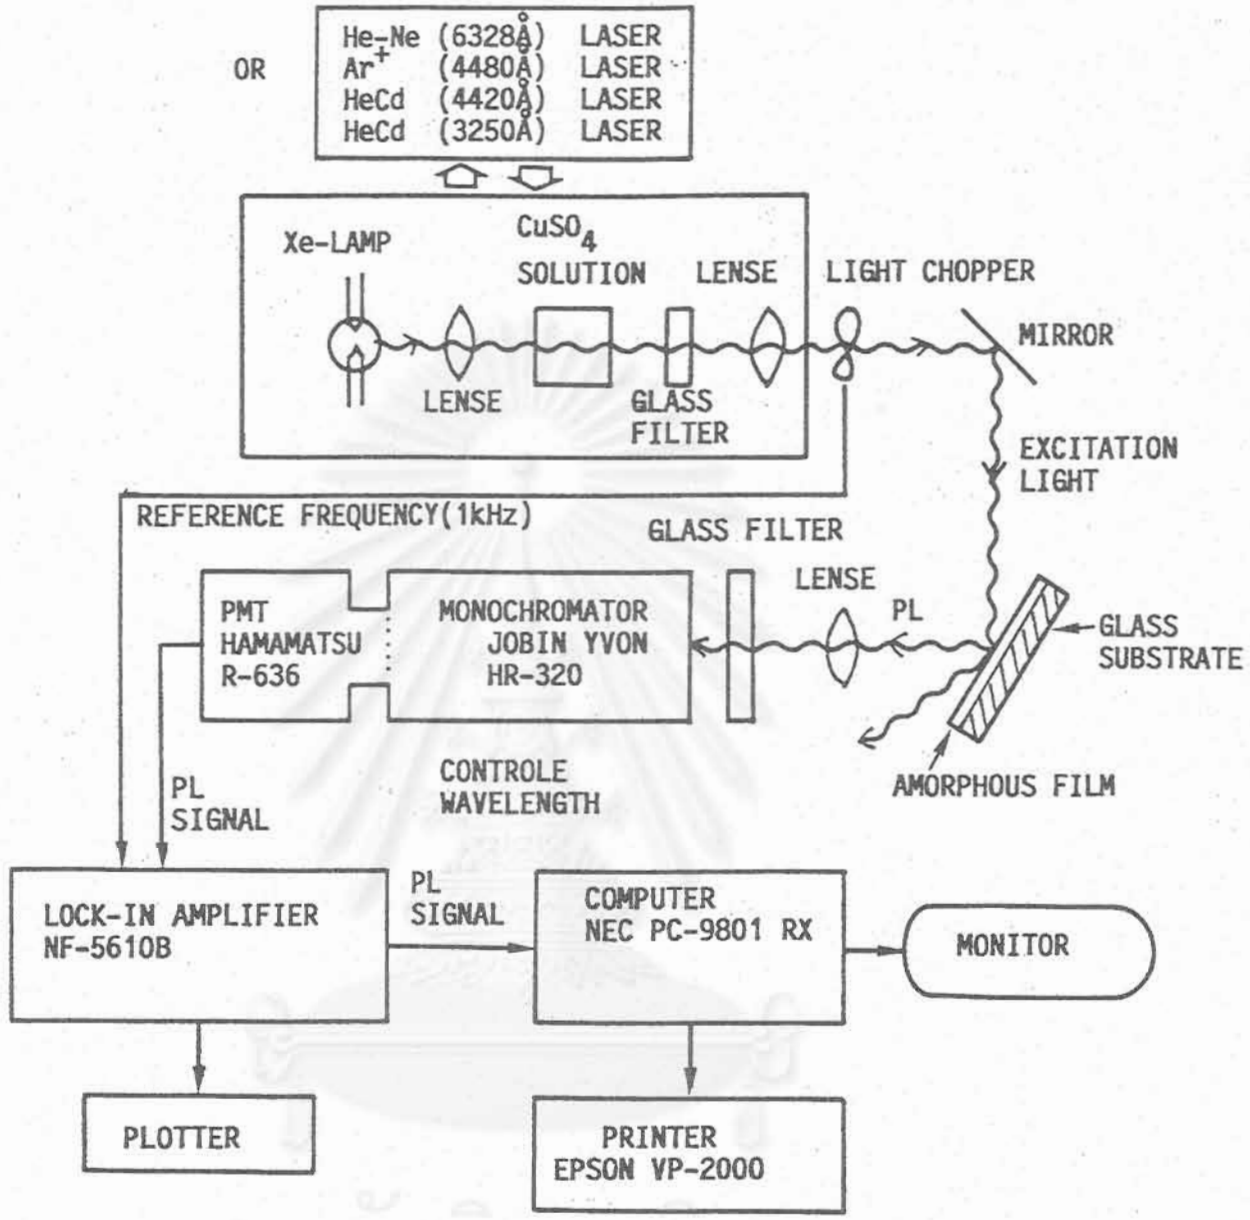 He-Ne (6328Å) LASER
OR
Ar+ (4480Å) LASER
HeCd (4420Å) LASER
HeCd (3250Å) LASER
Xe-LAMP
CuSO4
SOLUTION
LENSE
LIGHT CHOPPER
MIRROR
LENSE
GLASS
FILTER
EXCITATION
LIGHT
REFERENCE FREQUENCY(1kHz)
GLASS FILTER
LENSE
PL
PMT
HAMAMATSU
R-636
MONOCHROMATOR
JOBIN YVON
HR-320
GLASS
SUBSTRATE
AMORPHOUS FILM
CONTROLE
WAVELENGTH
PL
SIGNAL
LOCK-IN AMPLIFIER
NF-5610B
PL
SIGNAL
COMPUTER
NEC PC-9801 RX
MONITOR
PLOTTER
PRINTER
EPSON VP-2000